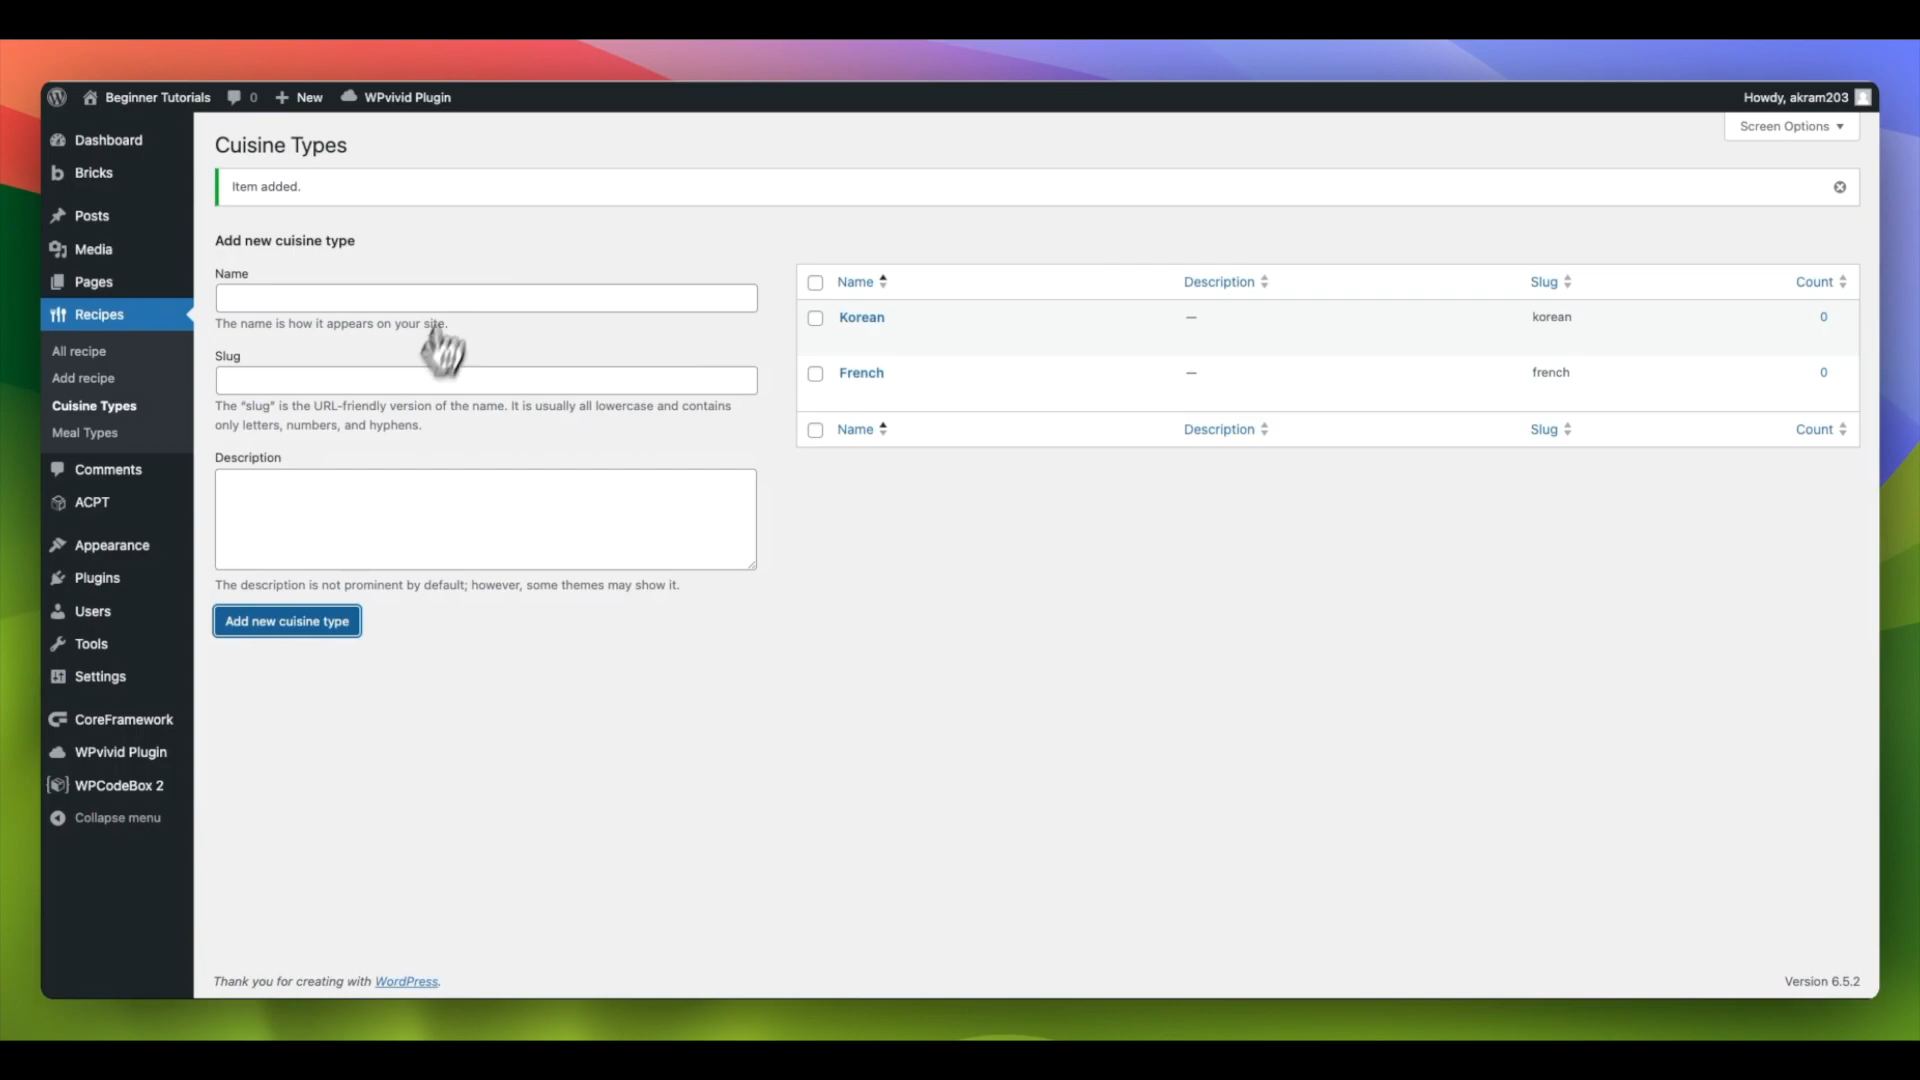 Beginner Tutorials 0 New WPvivid Plugin Howdy, akram203
Screen Options
Dashboard
Bricks
Posts
Media
Pages
Recipes
All recipe
Add recipe
Cuisine Types
Meal Types
Comments
ACPT
Appearance
Plugins
Users
Tools
Settings
CoreFramework
WPvivid Plugin
WPCodeBox 2
Collapse menu
Cuisine Types
Item added.
Add new cuisine type
Name
The name is how it appears on your site.
Slug
The “slug” is the URL-friendly version of the name. It is usually all lowercase and contains
only letters, numbers, and hyphens.
Description
The description is not prominent by default; however, some themes may show it.
Add new cuisine type
Name Description Slug Count
Korean — korean 0
French — french 0
Name Description Slug Count
Thank you for creating with WordPress.
Version 6.5.2